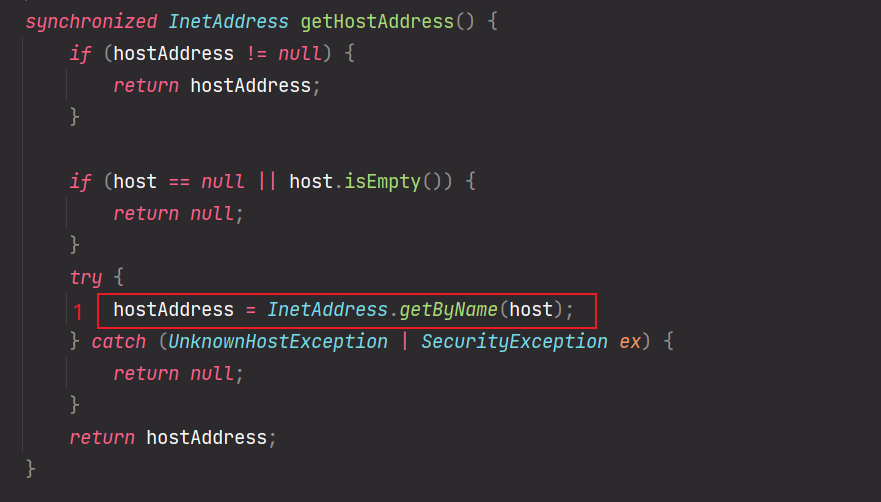 synchronized InetAddress getHostAddress() {
    if (hostAddress != null) {
        return hostAddress;
    }
    if (host == null || host.isEmpty()) {
        return null;
    }
    try {
1       hostAddress = InetAddress.getByName(host);
    } catch (UnknownHostException | SecurityException ex) {
        return null;
    }
    return hostAddress;
}